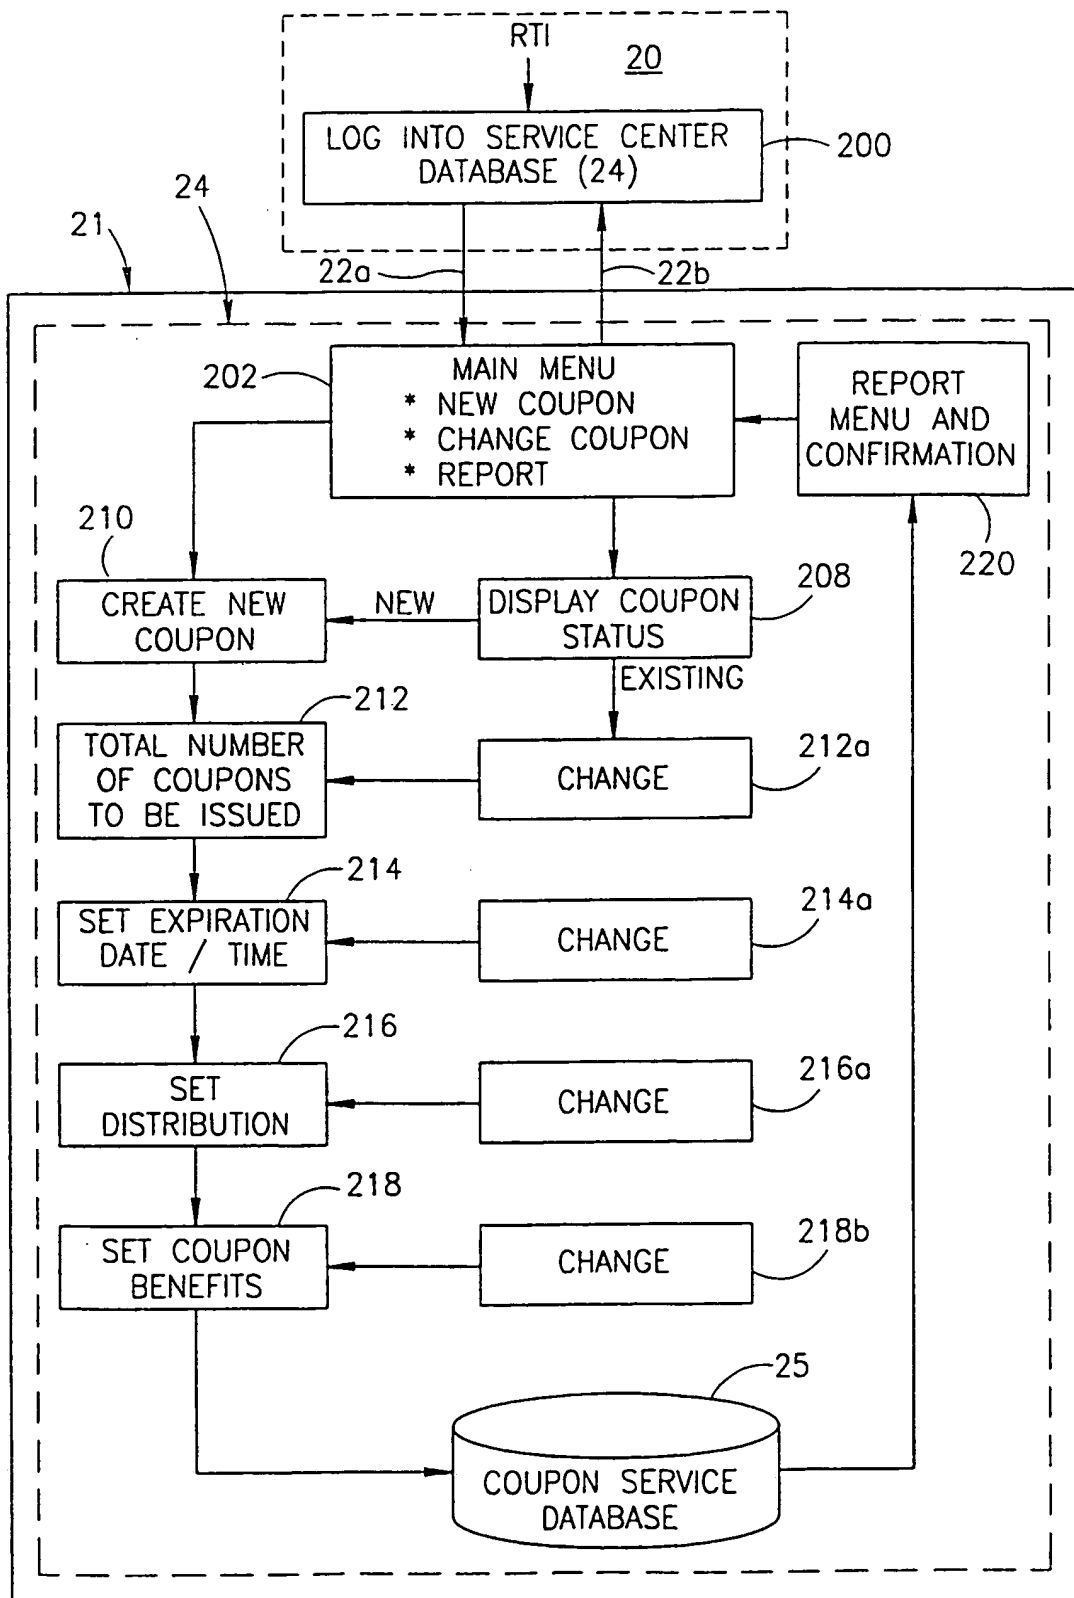 RTI
20
LOG INTO SERVICE CENTER
DATABASE (24)
200
24
21
22a
22b
202
MAIN MENU
* NEW COUPON
* CHANGE COUPON
* REPORT
REPORT
MENU AND
CONFIRMATION
220
210
CREATE NEW
COUPON
NEW
DISPLAY COUPON
STATUS
208
EXISTING
212
TOTAL NUMBER
OF COUPONS
TO BE ISSUED
CHANGE
212a
214
SET EXPIRATION
DATE / TIME
CHANGE
214a
216
SET
DISTRIBUTION
CHANGE
216a
218
SET COUPON
BENEFITS
CHANGE
218b
25
COUPON SERVICE
DATABASE